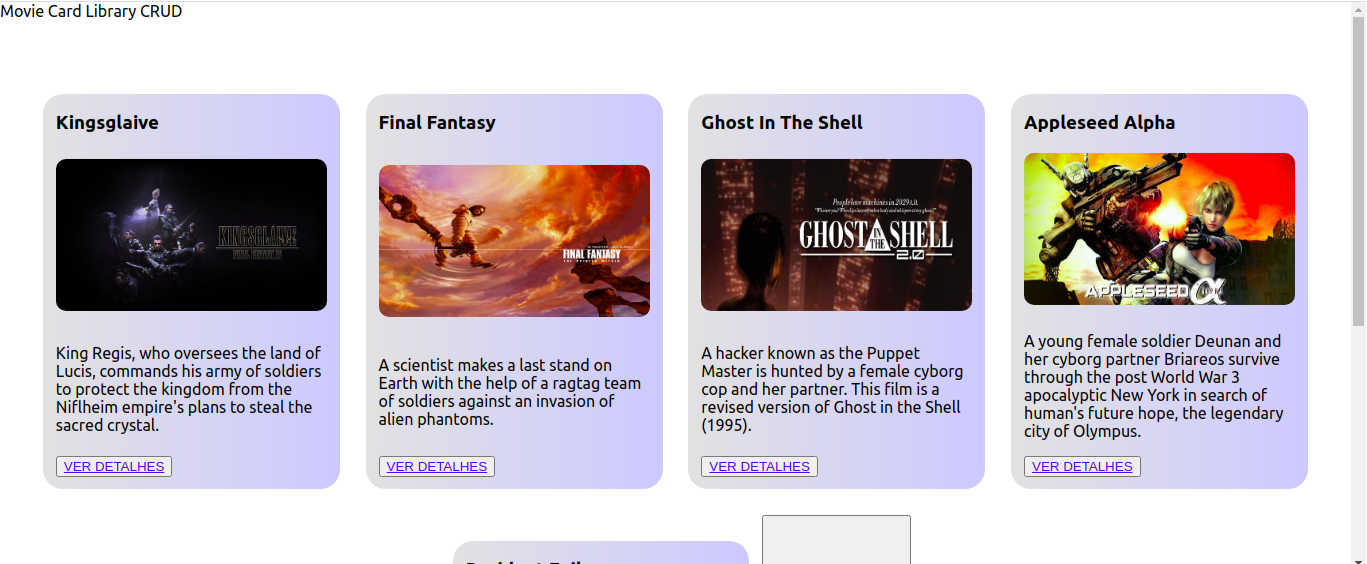 Movie Card Library CRUD
Kingsglaive
Final Fantasy
Ghost In The Shell
Appleseed Alpha
KINGSGLAIVE
FINAL FANTASY XV
FINAL FANTASY
THE SPIRITS WITHIN
People love machines in 2029 A.D.
GHOST IN THE SHELL
2.0
APPLESEED α
King Regis, who oversees the land of
Lucis, commands his army of soldiers
to protect the kingdom from the
Niflheim empire's plans to steal the
sacred crystal.
A scientist makes a last stand on
Earth with the help of a ragtag team
of soldiers against an invasion of
alien phantoms.
A hacker known as the Puppet
Master is hunted by a female cyborg
cop and her partner. This film is a
revised version of Ghost in the Shell
(1995).
A young female soldier Deunan and
her cyborg partner Briareos survive
through the post World War 3
apocalyptic New York in search of
human's future hope, the legendary
city of Olympus.
VER DETALHES
VER DETALHES
VER DETALHES
VER DETALHES